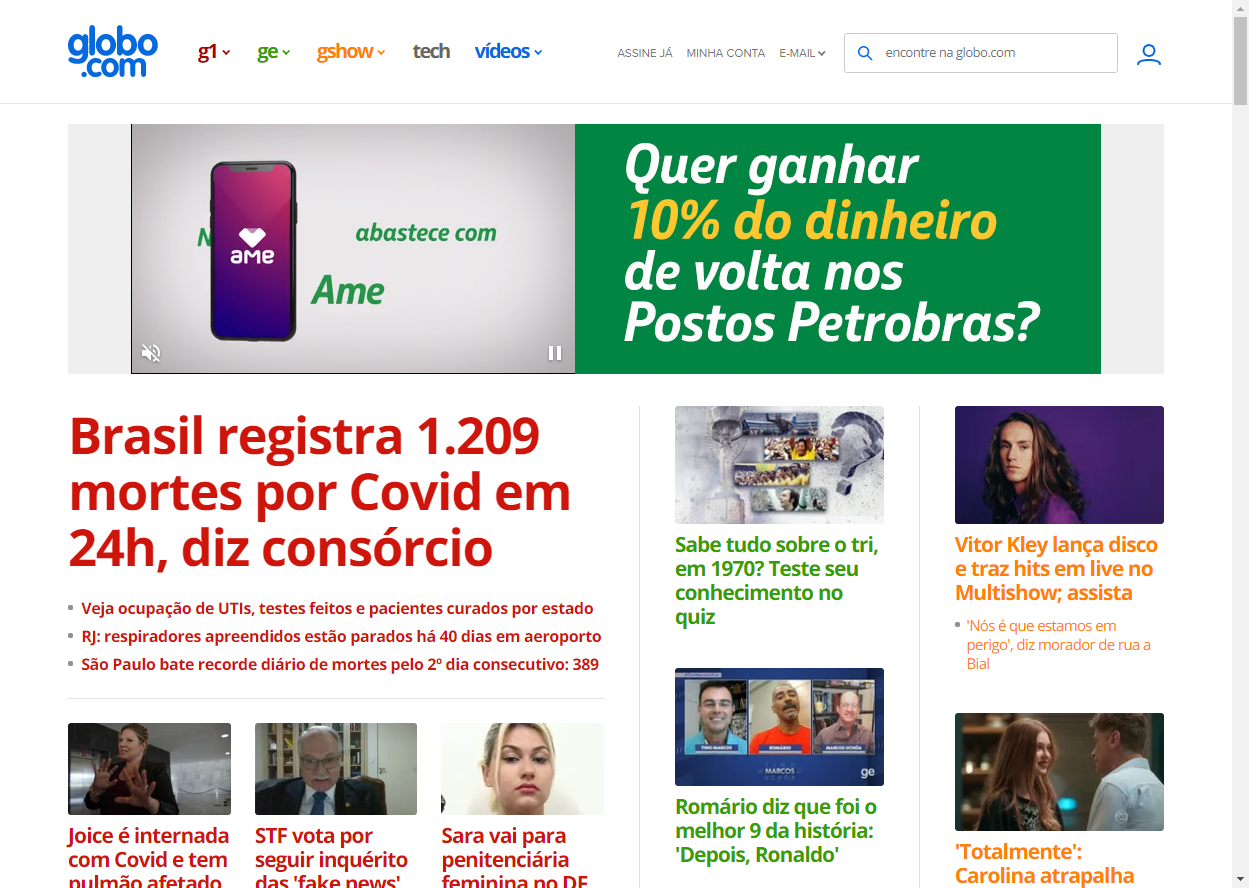 globo
.com
g1
ge
gshow
tech
vídeos
ASSINE JÁ
MINHA CONTA
E-MAIL
encontre na globo.com
N
ame
abastece com
Ame
Quer ganhar
10% do dinheiro
de volta nos
Postos Petrobras?
Brasil registra 1.209
mortes por Covid em
24h, diz consórcio
Veja ocupação de UTIs, testes feitos e pacientes curados por estado
RJ: respiradores apreendidos estão parados há 40 dias em aeroporto
São Paulo bate recorde diário de mortes pelo 2º dia consecutivo: 389
Joice é internada
com Covid e tem
pulmão afetado
STF vota por
seguir inquérito
das 'fake news'
Sara vai para
penitenciária
feminina no DF
Sabe tudo sobre o tri,
em 1970? Teste seu
conhecimento no
quiz
TINO MARCOS
ROMÁRIO
MARCOS UCHÔA
TINO
MARCOS
UCHÔA
ge
Romário diz que foi o
melhor 9 da história:
'Depois, Ronaldo'
Vitor Kley lança disco
e traz hits em live no
Multishow; assista
'Nós é que estamos em
perigo', diz morador de rua a
Bial
'Totalmente':
Carolina atrapalha